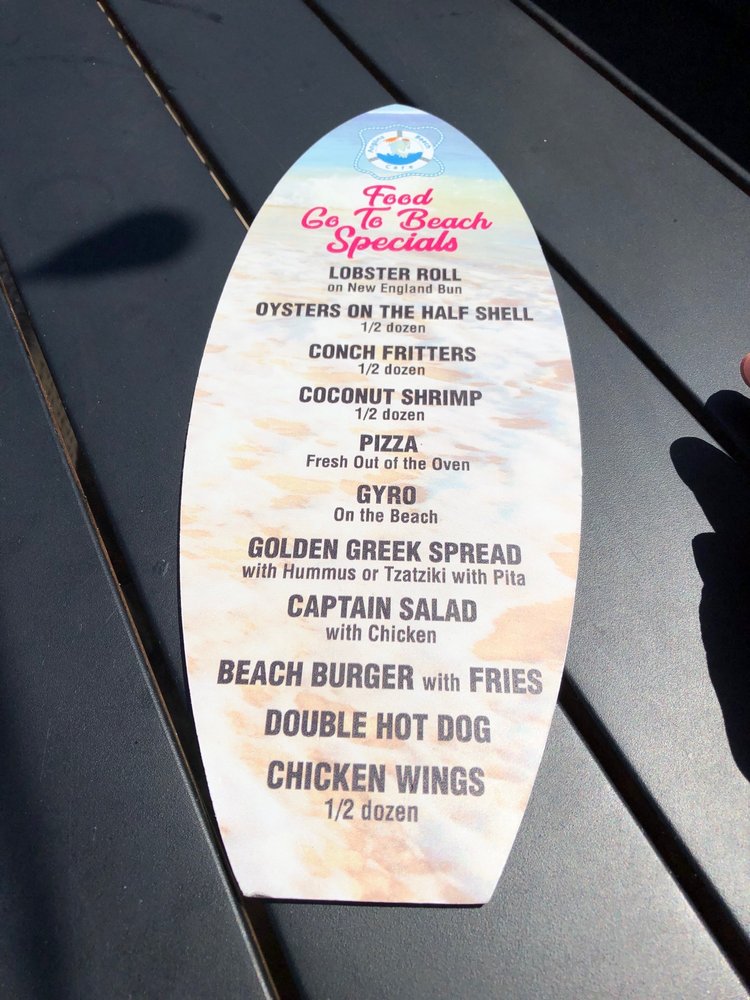 Cafe
Food
Go To Beach
Specials
LOBSTER ROLL
on New England Bun
OYSTERS ON THE HALF SHELL
1/2 dozen
CONCH FRITTERS
1/2 dozen
COCONUT SHRIMP
1/2 dozen
PIZZA
Fresh Out of the Oven
GYRO
On the Beach
GOLDEN GREEK SPREAD
with Hummus or Tzatziki with Pita
CAPTAIN SALAD
with Chicken
BEACH BURGER with FRIES
DOUBLE HOT DOG
CHICKEN WINGS
1/2 dozen